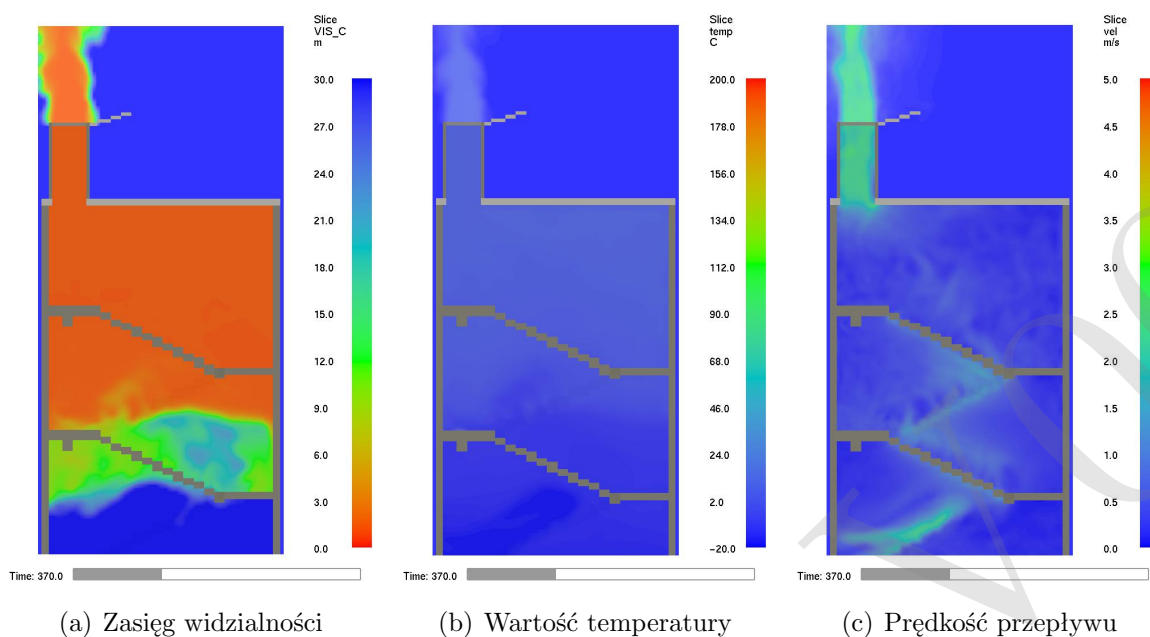 Slice
VIS_C
m
30.0
27.0
24.0
21.0
18.0
15.0
12.0
9.0
6.0
3.0
0.0
Time: 370.0
(a) Zasięg widzialności
Slice
temp
C
200.0
178.0
156.0
134.0
112.0
90.0
68.0
46.0
24.0
2.0
−20.0
Time: 370.0
(b) Wartość temperatury
Slice
vel
m/s
5.0
4.5
4.0
3.5
3.0
2.5
2.0
1.5
1.0
0.5
0.0
Time: 370.0
(c) Prędkość przepływu